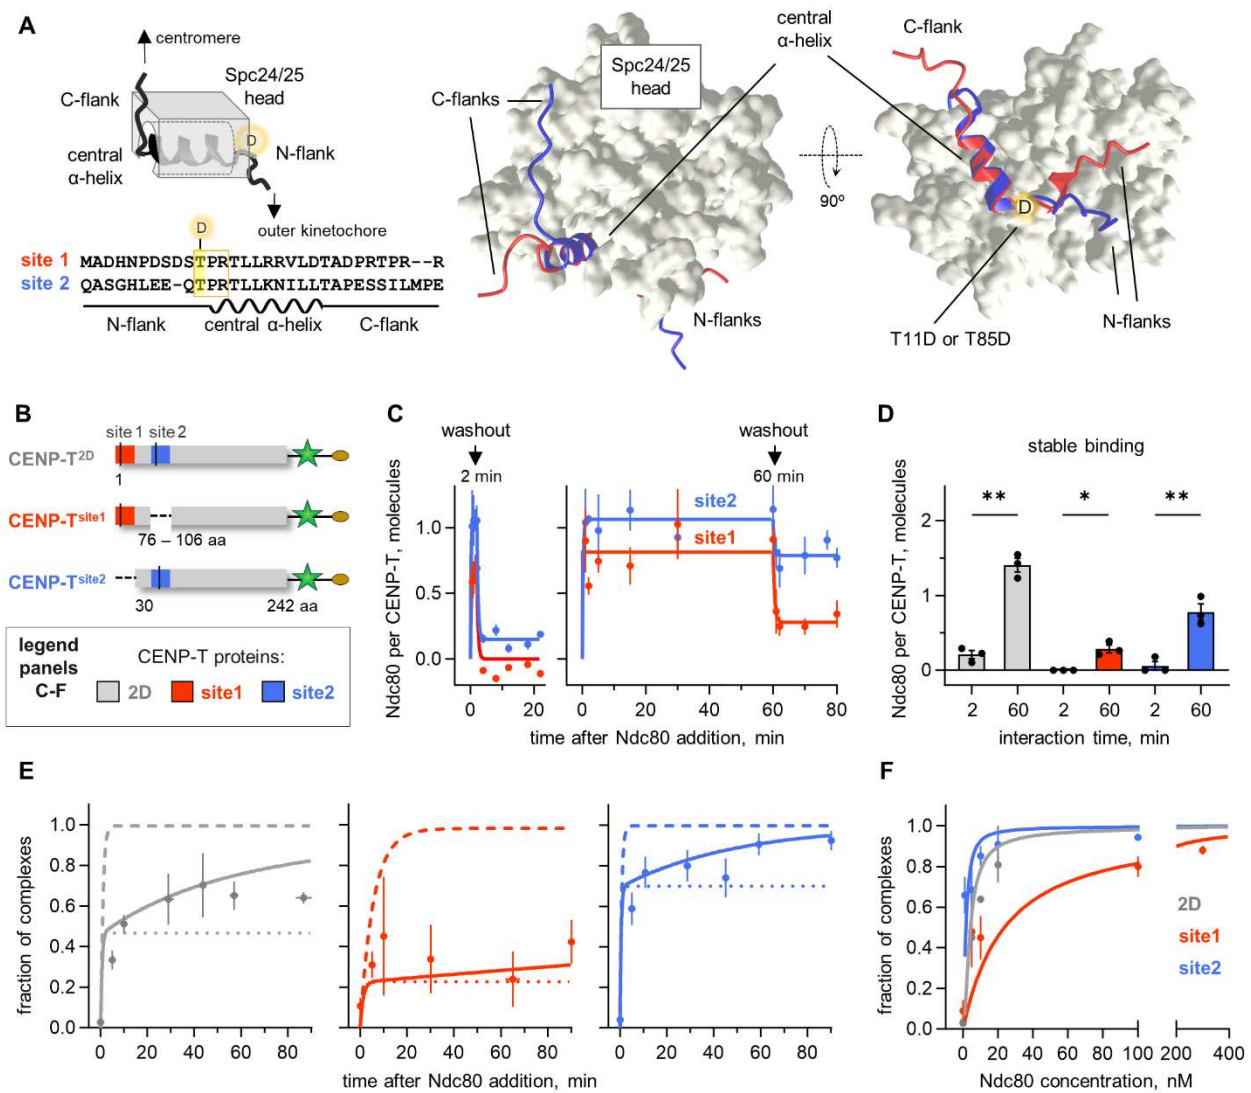 A
centromere
C-flank
Spc24/25
head
D
N-flank
central
α-helix
outer kinetochore
D
site 1 MADHNPDSDSTPRTLLRRVLDTADPRTPR--R
site 2 QASGHLEE-QTPRTLLKNILLTAPESSILMPE
N-flank central α-helix C-flank
C-flanks
Spc24/25
head
N-flanks
central
α-helix
90º
C-flank
D
N-flanks
T11D or T85D
B
site 1 site 2
CENP-T2D
1
CENP-Tsite1
76 – 106 aa
CENP-Tsite2
30 242 aa
legend
panels
C-F
CENP-T proteins:
2D site1 site2
C
washout washout
2 min 60 min
Ndc80 per CENP-T, molecules
1.0
0.5
0.0
site2
site1
0 20 0 20 40 60 80
time after Ndc80 addition, min
D
stable binding
Ndc80 per CENP-T, molecules
** * **
2
1
0
2 60 2 60 2 60
interaction time, min
E
fraction of complexes
1.0
0.8
0.6
0.4
0.2
0.0
0 20 40 60 80 0 20 40 60 80 0 20 40 60 80
time after Ndc80 addition, min
F
fraction of complexes
1.0
0.8
0.6
0.4
0.2
0.0
2D
site1
site2
0 20 40 60 80 100 200 400
Ndc80 concentration, nM